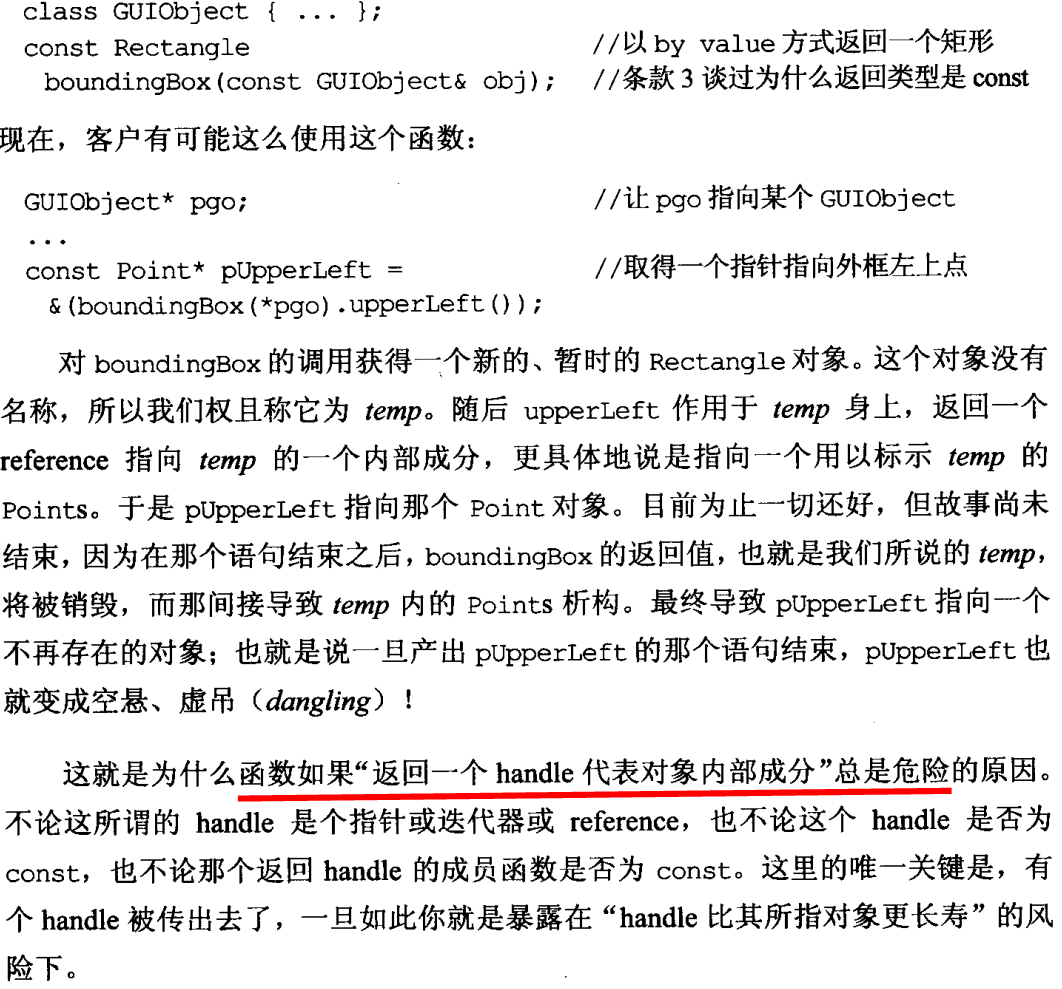 class GUIObject { ... };
const Rectangle //以 by value 方式返回一个矩形
boundingBox(const GUIObject& obj); //条款 3 谈过为什么返回类型是 const
现在，客户有可能这么使用这个函数：
GUIObject* pgo; //让 pgo 指向某个 GUIObject
...
const Point* pUpperLeft = //取得一个指针指向外框左上点
&(boundingBox(*pgo).upperLeft());
对 boundingBox 的调用获得一个新的、暂时的 Rectangle 对象。这个对象没有
名称，所以我们权且称它为 temp。随后 upperLeft 作用于 temp 身上，返回一个
reference 指向 temp 的一个内部成分，更具体地说是指向一个用以标示 temp 的
Points。于是 pUpperLeft 指向那个 Point 对象。目前为止一切还好，但故事尚未
结束，因为在那个语句结束之后，boundingBox 的返回值，也就是我们所说的 temp，
将被销毁，而那间接导致 temp 内的 Points 析构。最终导致 pUpperLeft 指向一个
不再存在的对象；也就是说一旦产出 pUpperLeft 的那个语句结束，pUpperLeft 也
就变成空悬、虚吊（dangling）！
这就是为什么函数如果“返回一个 handle 代表对象内部成分”总是危险的原因。
不论这所谓的 handle 是个指针或迭代器或 reference，也不论这个 handle 是否为
const，也不论那个返回 handle 的成员函数是否为 const。这里的唯一关键是，有
个 handle 被传出去了，一旦如此你就是暴露在“handle 比其所指对象更长寿”的风
险下。